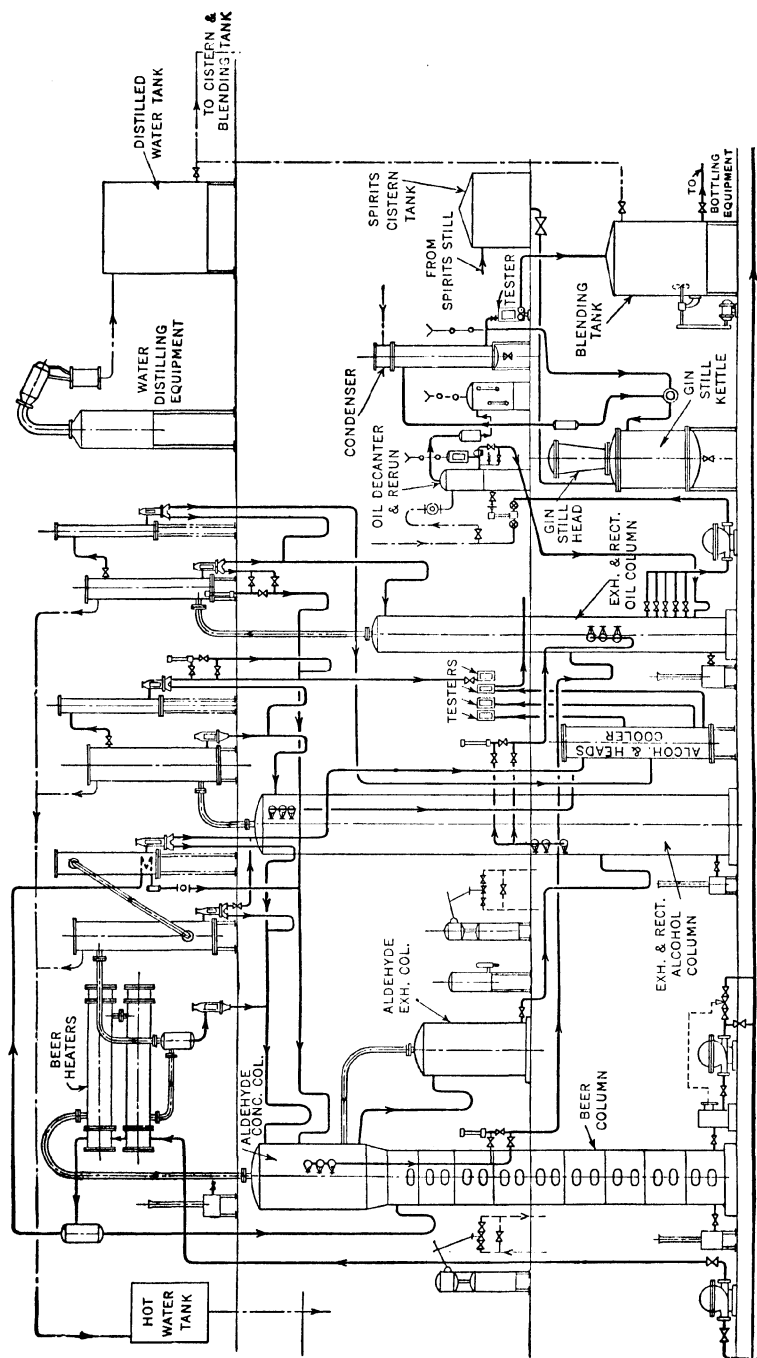 HOT
WATER
TANK
BEER
HEATERS
WATER
DISTILLING
EQUIPMENT
DISTILLED
WATER TANK
TO CISTERN &
BLENDING TANK
ALDEHYDE
CONC. COL.
ALDEHYDE
EXH. COL.
BEER
COLUMN
EXH. & RECT.
ALCOHOL
COLUMN
ALCOH. & HEADS
COOLER
TESTERS
EXH. & RECT.
OIL COLUMN
OIL DECANTER
& RERUN
CONDENSER
GIN
STILL
HEAD
GIN
STILL
KETTLE
TESTER
FROM
SPIRITS STILL
SPIRITS
CISTERN
TANK
BLENDING
TANK
TO
BOTTLING
EQUIPMENT